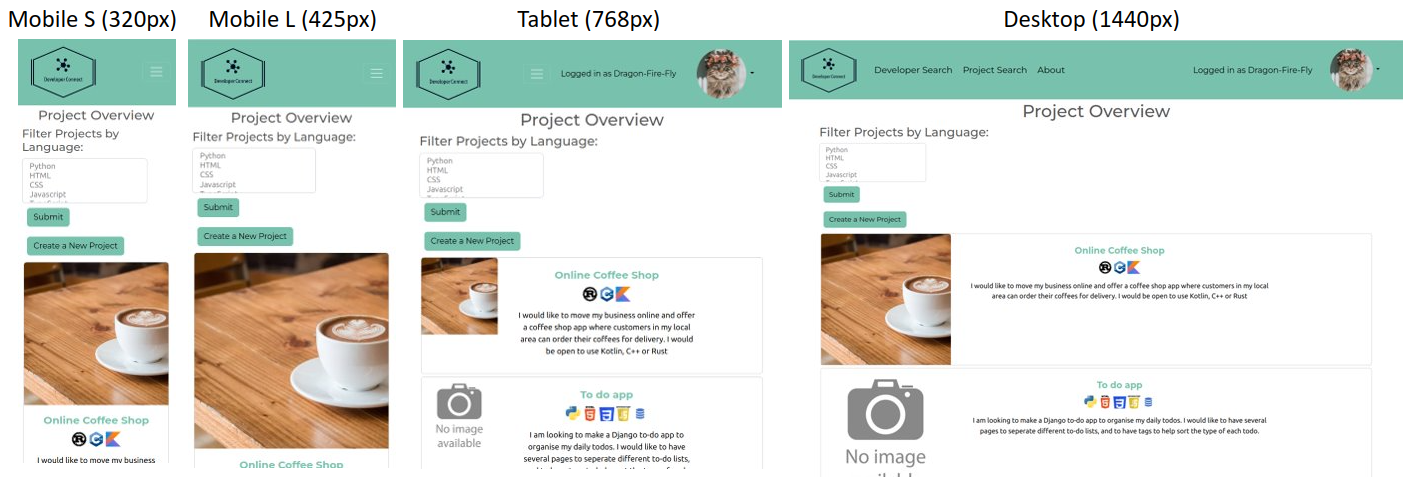 Mobile S (320px)
Developer Connect
Project Overview
Filter Projects by
Language:
Python
HTML
CSS
Javascript
Submit
Create a New Project
Online Coffee Shop
I would like to move my business
Mobile L (425px)
Developer Connect
Project Overview
Filter Projects by Language:
Python
HTML
CSS
Javascript
Submit
Create a New Project
Online Coffee Shop
Tablet (768px)
Developer Connect
Logged in as Dragon-Fire-Fly
Project Overview
Filter Projects by Language:
Python
HTML
CSS
Javascript
Submit
Create a New Project
Online Coffee Shop
I would like to move my business online and offer
a coffee shop app where customers in my local
area can order their coffees for delivery. I would
be open to use Kotlin, C++ or Rust
No image
available
To do app
I am looking to make a Django to-do app to
organise my daily todos. I would like to have
several pages to seperate different to-do lists,
Desktop (1440px)
Developer Connect
Developer Search Project Search About
Logged in as Dragon-Fire-Fly
Project Overview
Filter Projects by Language:
Python
HTML
CSS
Javascript
Submit
Create a New Project
Online Coffee Shop
I would like to move my business online and offer a coffee shop app where customers in my local
area can order their coffees for delivery. I would be open to use Kotlin, C++ or Rust
No image
To do app
I am looking to make a Django to-do app to organise my daily todos. I would like to have several
pages to seperate different to-do lists, and to have tags to help sort the type of each todo.